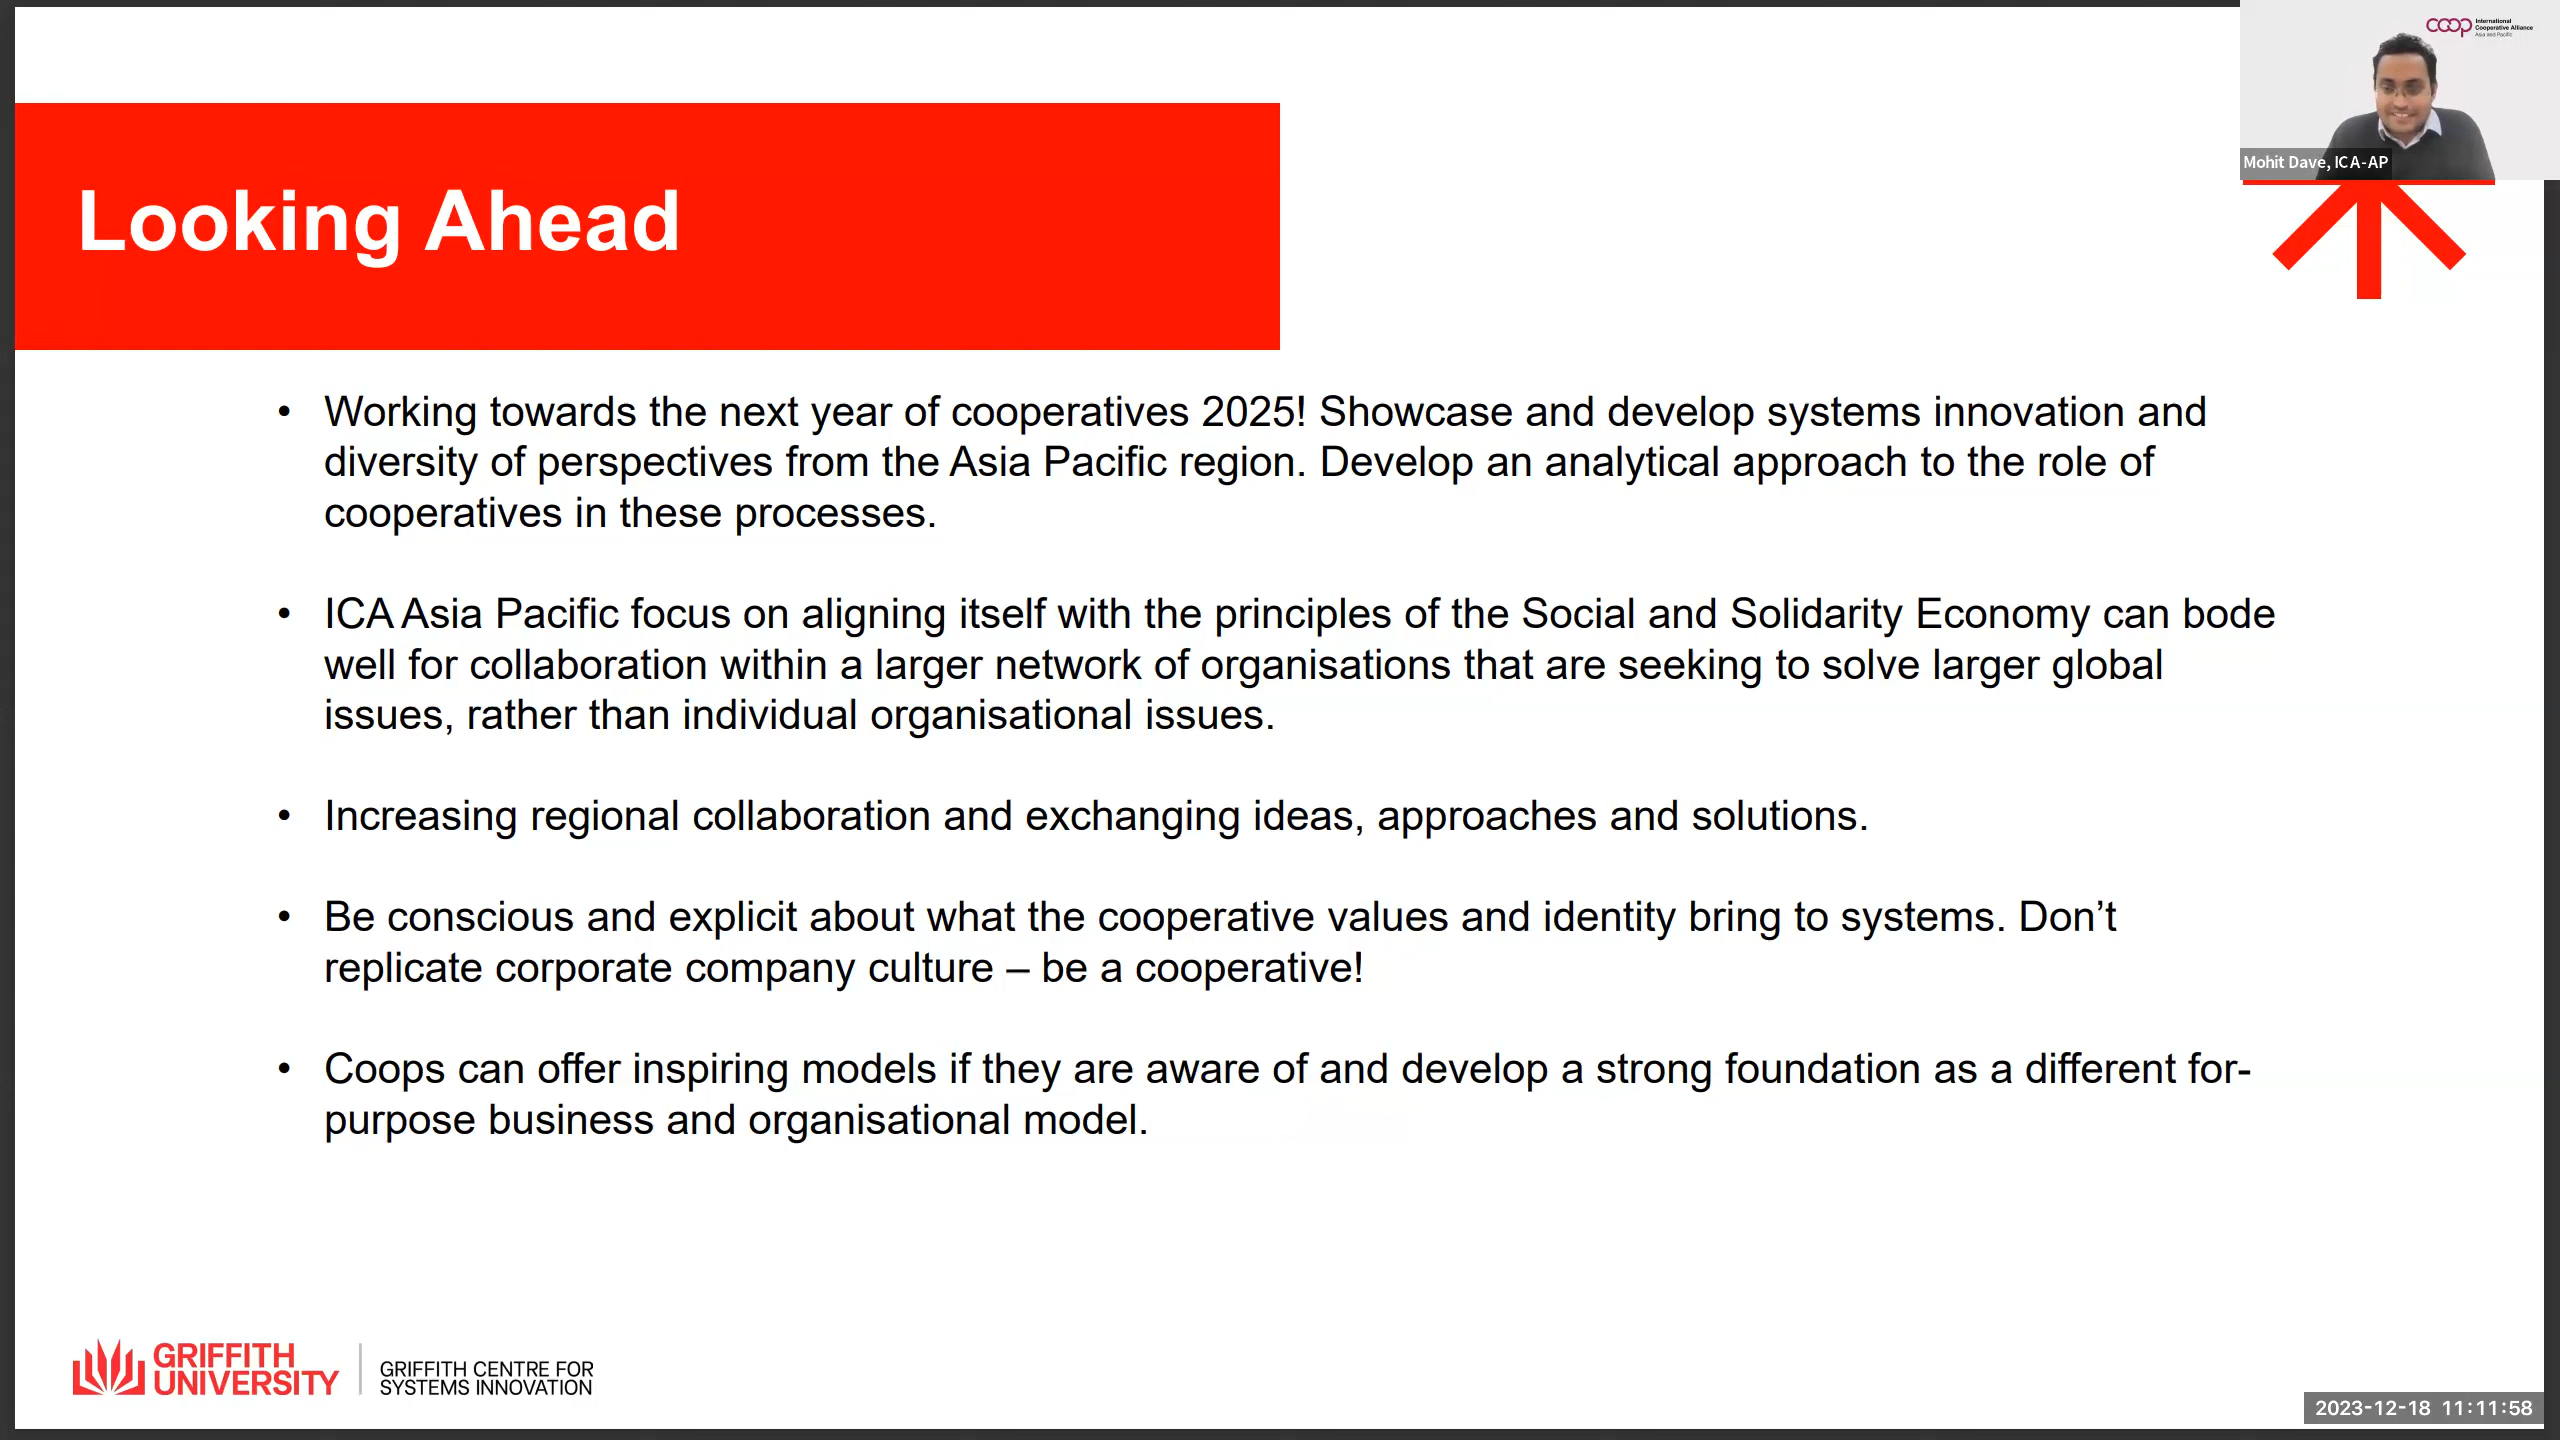 coop International
Cooperative Alliance
Asia and Pacific
Mohit Dave, ICA-AP
Looking Ahead
• Working towards the next year of cooperatives 2025! Showcase and develop systems innovation and
diversity of perspectives from the Asia Pacific region. Develop an analytical approach to the role of
cooperatives in these processes.
• ICA Asia Pacific focus on aligning itself with the principles of the Social and Solidarity Economy can bode
well for collaboration within a larger network of organisations that are seeking to solve larger global
issues, rather than individual organisational issues.
• Increasing regional collaboration and exchanging ideas, approaches and solutions.
• Be conscious and explicit about what the cooperative values and identity bring to systems. Don’t
replicate corporate company culture – be a cooperative!
• Coops can offer inspiring models if they are aware of and develop a strong foundation as a different for-
purpose business and organisational model.
GRIFFITH
UNIVERSITY
GRIFFITH CENTRE FOR
SYSTEMS INNOVATION
2023-12-18 11:11:58